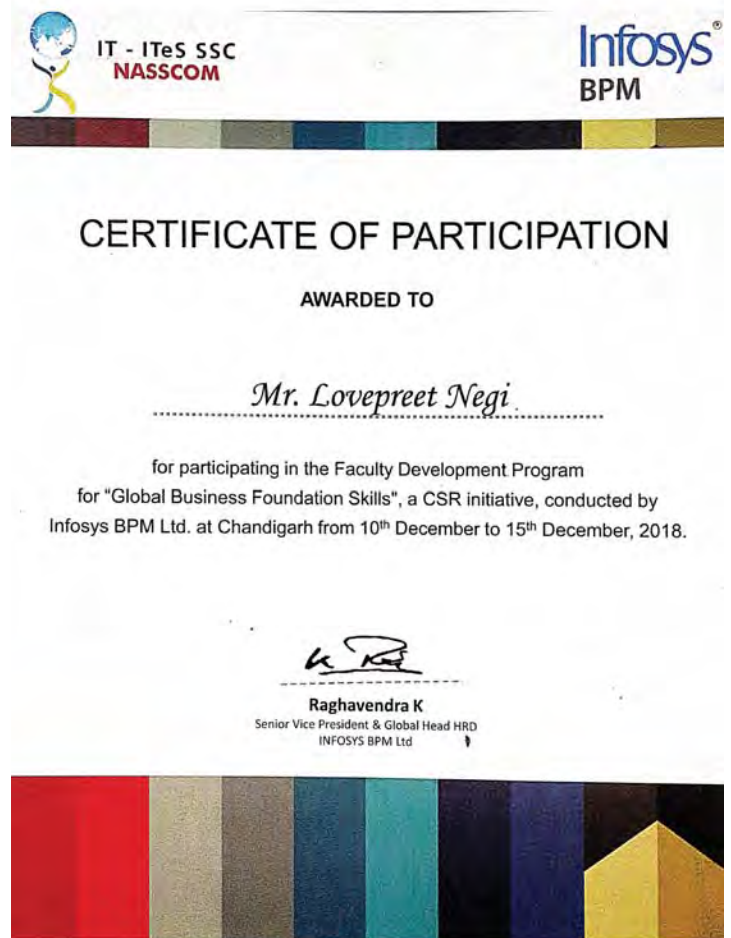 IT - ITeS SSC
NASSCOM
Infosys®
BPM
CERTIFICATE OF PARTICIPATION
AWARDED TO
Mr. Lovepreet Negi
for participating in the Faculty Development Program
for "Global Business Foundation Skills", a CSR initiative, conducted by
Infosys BPM Ltd. at Chandigarh from 10th December to 15th December, 2018.
Raghavendra K
Senior Vice President & Global Head HRD
INFOSYS BPM Ltd